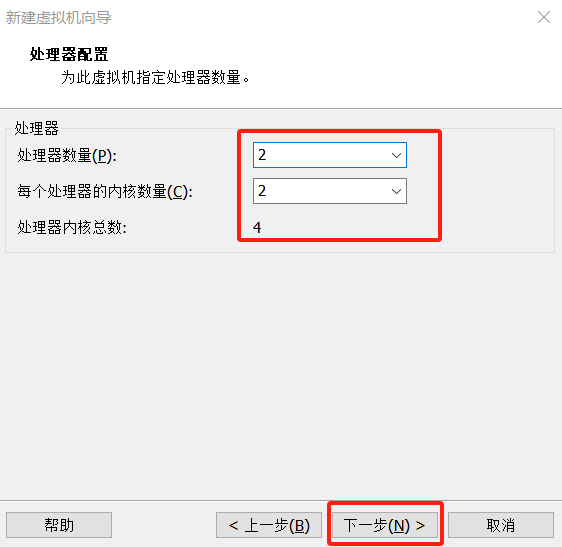 新建虚拟机向导
处理器配置
为此虚拟机指定处理器数量。
处理器
处理器数量(P): 2
每个处理器的内核数量(C): 2
处理器内核总数: 4
帮助 < 上一步(B) 下一步(N) > 取消